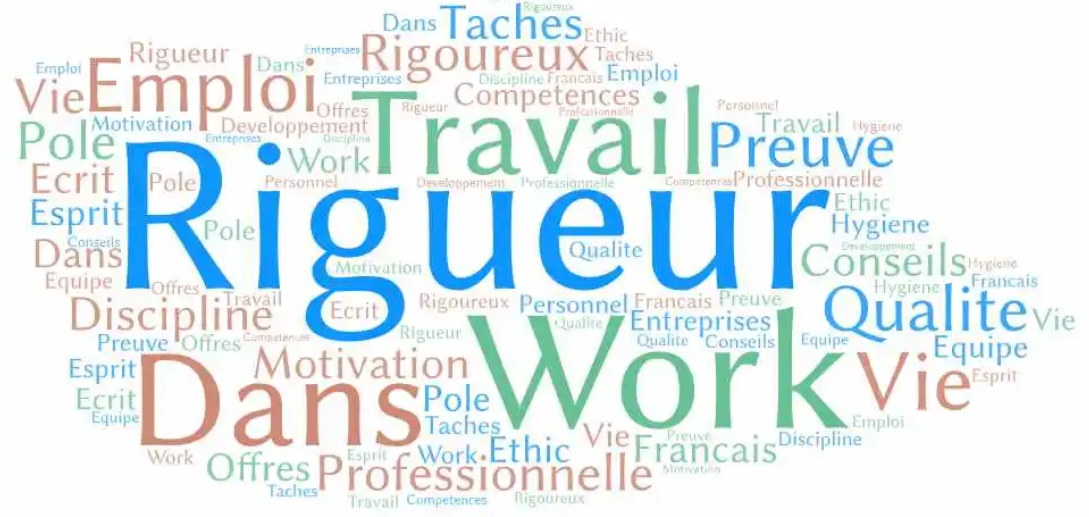 Rigoureux
Dans Taches Ethic
Rigueur Entreprises Rigoureux Taches
Emploi Dans Entreprises Discipline Francais Emploi
Vie Emploi Offres Rigueur Competences Personnel
Motivation Developpement Travail Professionnelle Travail Hygiene
Pole Entreprises Discipline Work Preuve
Ecrit Pole Personnel Developpement Professionnelle Competences Professionnelle
Esprit Rigueur Ethic
Conseils Pole Qualite Hygiene
Dans Motivation Developpement
Equipe Offres Conseils Hygiene
Travail Ecrit Rigoureux Personnel Francais Preuve Hygiene Francais
Discipline Competences Rigueur Qualite Entreprises Qualite Vie
Preuve Offres Qualite Conseils Equipe Equipe
Esprit Motivation Work Vie Esprit
Ecrit Dans Pole
Equipe Taches Emploi
Work Esprit Work Ethic Vie Preuve Francais Discipline
Offres Professionnelle Motivation
Taches Travail Competences Rigoureux